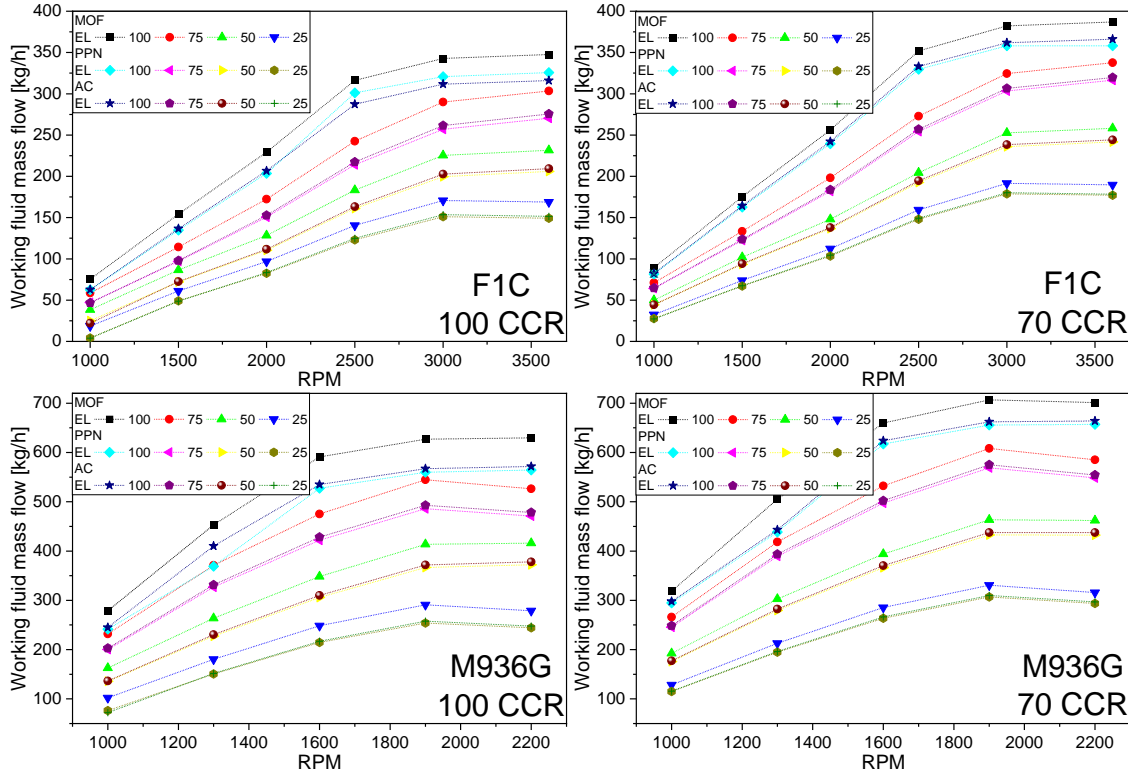 MOF
EL 100 75 50 25
PPN
EL 100 75 50 25
AC
EL 100 75 50 25
Working fluid mass flow [kg/h]
400
350
300
250
200
150
100
50
0
F1C
100 CCR
1000 1500 2000 2500 3000 3500
RPM
MOF
EL 100 75 50 25
PPN
EL 100 75 50 25
AC
EL 100 75 50 25
Working fluid mass flow [kg/h]
400
350
300
250
200
150
100
50
0
F1C
70 CCR
1000 1500 2000 2500 3000 3500
RPM
MOF
EL 100 75 50 25
PPN
EL 100 75 50 25
AC
EL 100 75 50 25
Working fluid mass flow [kg/h]
700
600
500
400
300
200
100
M936G
100 CCR
1000 1200 1400 1600 1800 2000 2200
RPM
MOF
EL 100 75 50 25
PPN
EL 100 75 50 25
AC
EL 100 75 50 25
Working fluid mass flow [kg/h]
700
600
500
400
300
200
100
M936G
70 CCR
1000 1200 1400 1600 1800 2000 2200
RPM